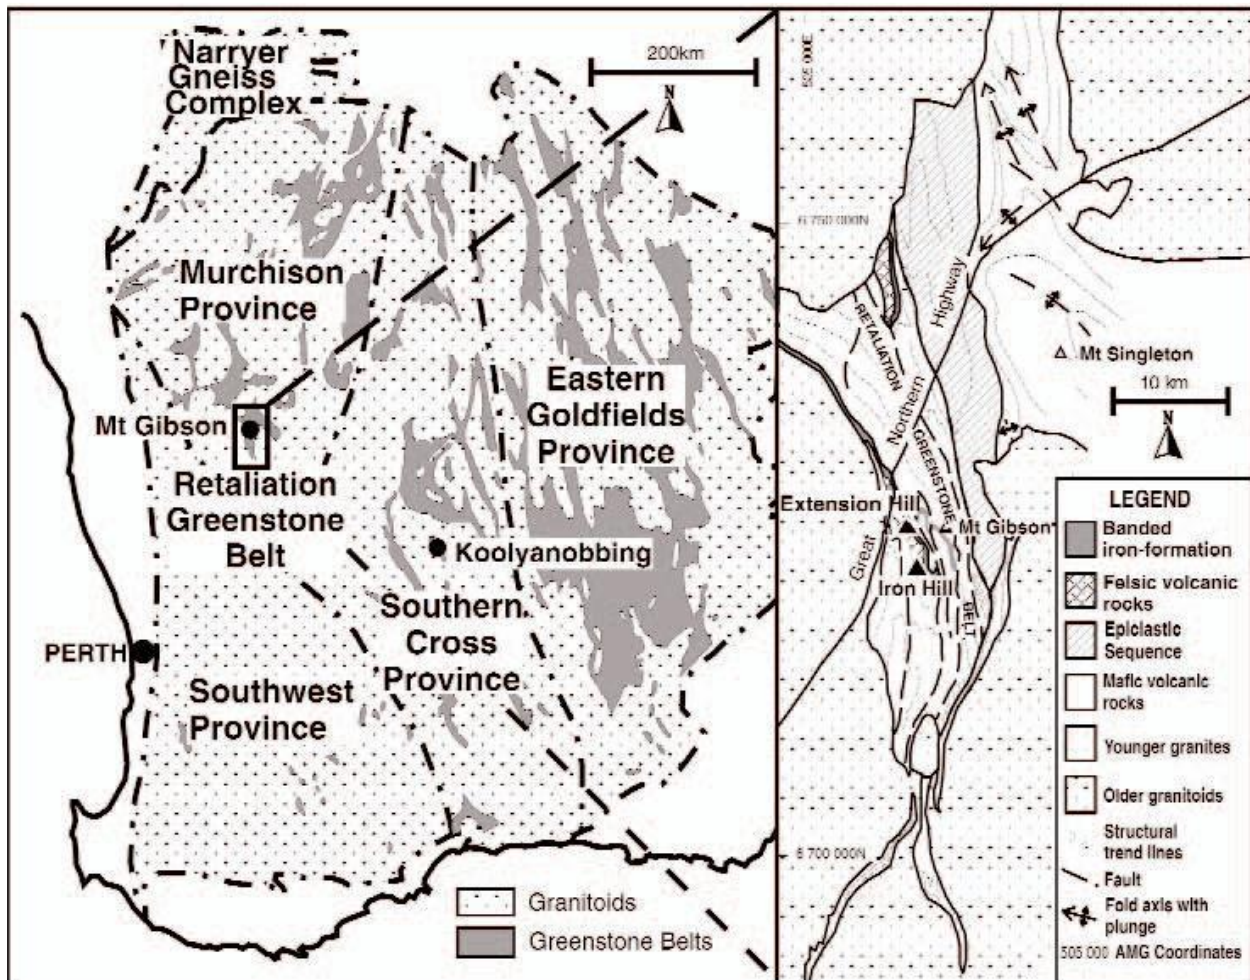 Narryer
Gneiss
Complex
200km
N
Murchison
Province
Mt Gibson
Retaliation
Greenstone
Belt
Eastern
Goldfields
Province
Koolyanobbing
Southern
Cross
Province
PERTH
Southwest
Province
Granitoids
Greenstone Belts
6 750 000N
RETALIATION
GREENSTONE
BELT
Great
Northern
Highway
Mt Singleton
10 km
N
Extension Hill
Mt Gibson
Iron Hill
6 700 000N
LEGEND
Banded
iron-formation
Felsic volcanic
rocks
Epiclastic
Sequence
Mafic volcanic
rocks
Younger granites
Older granitoids
Structural
trend lines
Fault
Fold axis with
plunge
505 000 AMG Coordinates